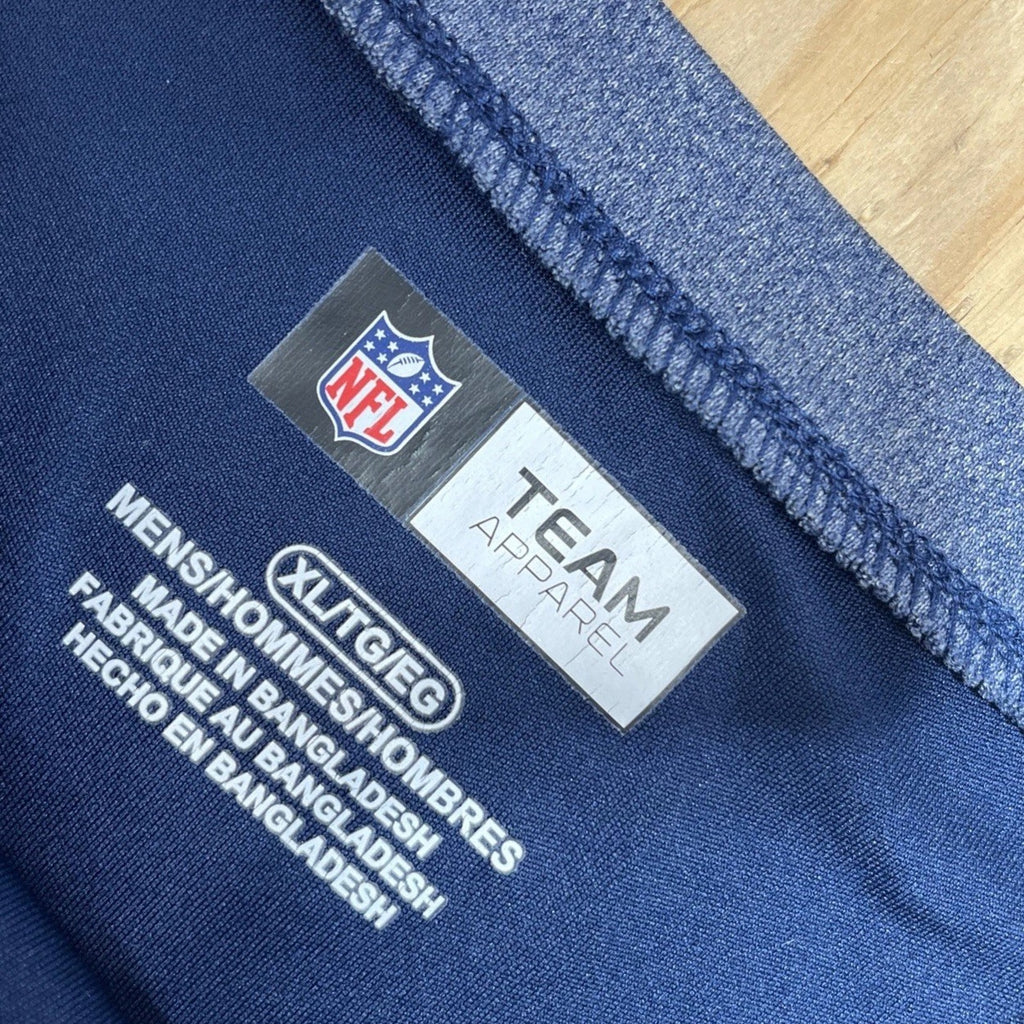 NFL
TEAM
APPAREL
XL/TG/EG
MENS/HOMMES/HOMBRES
MADE IN BANGLADESH
FABRIQUE AU BANGLADESH
HECHO EN BANGLADESH